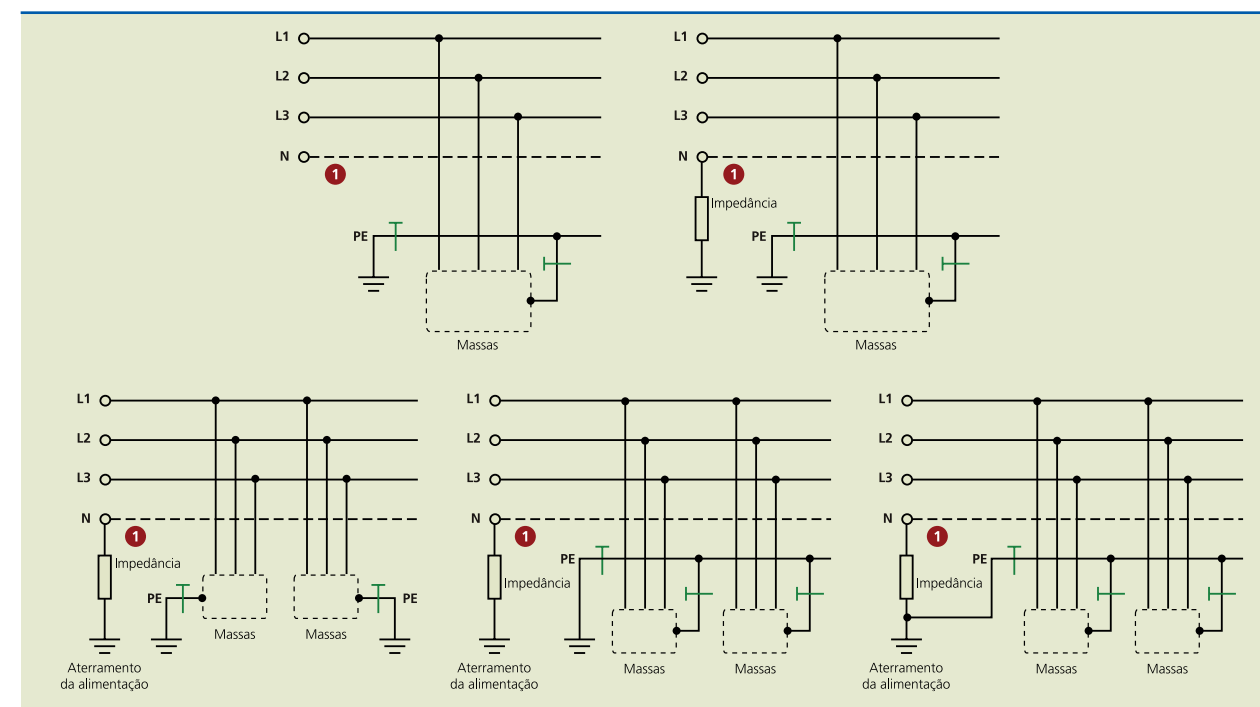 L1
L2
L3
N
1
PE
Massas
L1
L2
L3
N
1
Impedância
PE
Massas
L1
L2
L3
N
1
Impedância
PE
PE
Massas
Massas
Aterramento
da alimentação
L1
L2
L3
N
1
PE
Impedância
Massas
Massas
Aterramento
da alimentação
L1
L2
L3
N
1
PE
Impedância
Massas
Massas
Aterramento
da alimentação